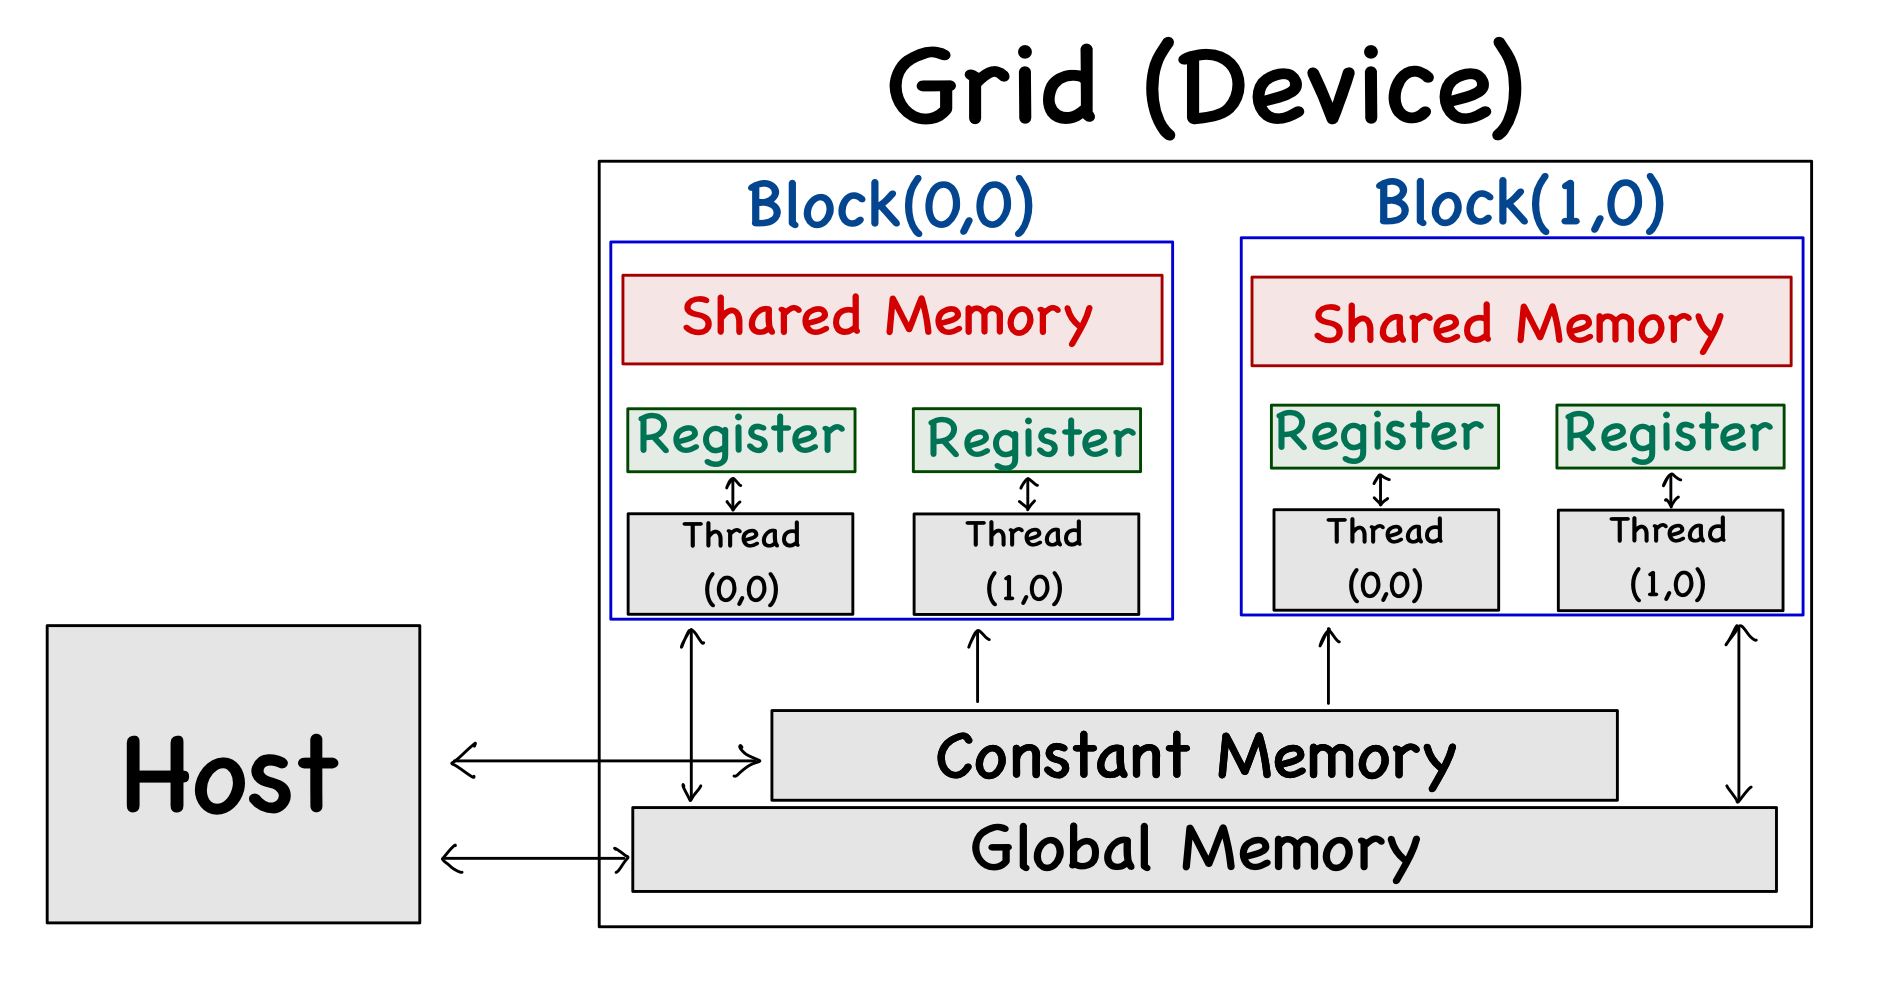 Grid (Device)
Block(0,0)
Shared Memory
Register
Register
Thread
(0,0)
Thread
(1,0)
Block(1,0)
Shared Memory
Register
Register
Thread
(0,0)
Thread
(1,0)
Host
Constant Memory
Global Memory